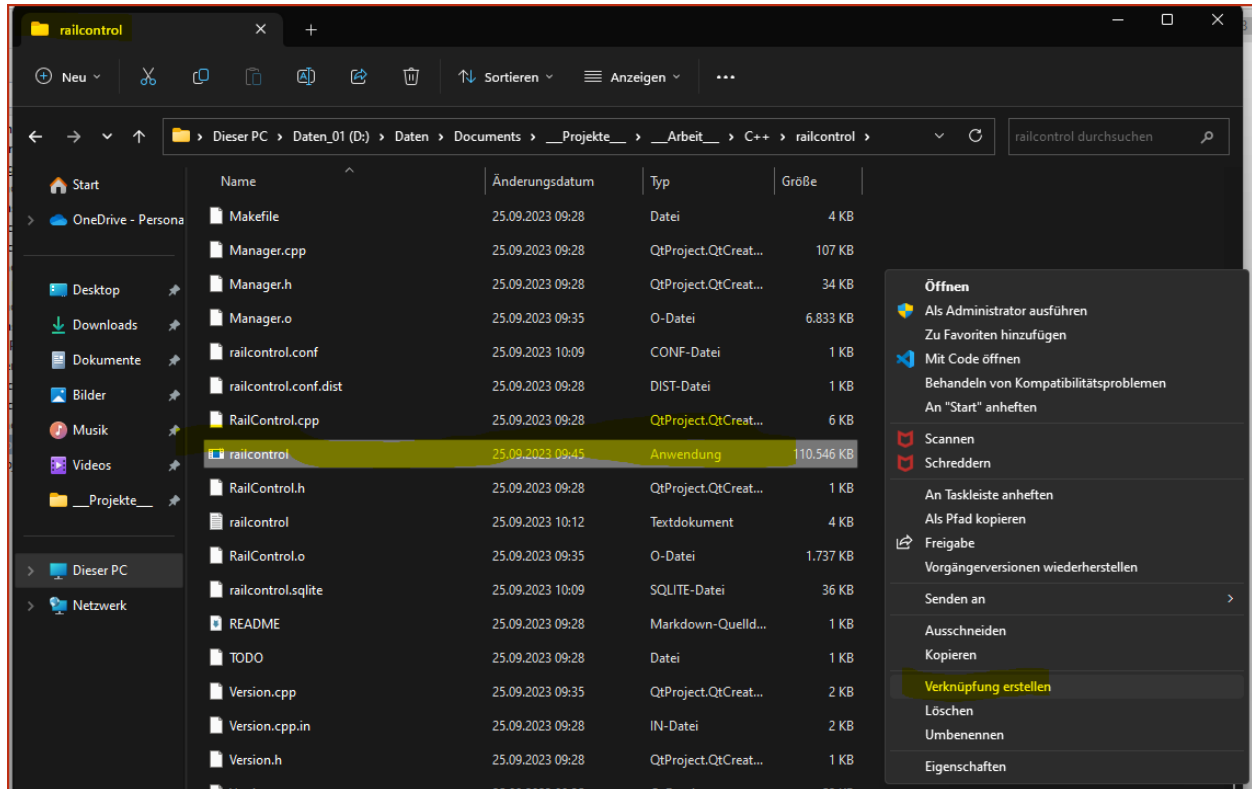 railcontrol
Neu
Sortieren
Anzeigen
Dieser PC > Daten_01 (D:) > Daten > Documents > __Projekte__ > __Arbeit__ > C++ > railcontrol >
railcontrol durchsuchen
Start
OneDrive - Persona
Desktop
Downloads
Dokumente
Bilder
Musik
Videos
__Projekte__
Dieser PC
Netzwerk
Name Änderungsdatum Typ Größe
Makefile 25.09.2023 09:28 Datei 4 KB
Manager.cpp 25.09.2023 09:28 QtProject.QtCreat... 107 KB
Manager.h 25.09.2023 09:28 QtProject.QtCreat... 34 KB
Manager.o 25.09.2023 09:35 O-Datei 6.833 KB
railcontrol.conf 25.09.2023 10:09 CONF-Datei 1 KB
railcontrol.conf.dist 25.09.2023 09:28 DIST-Datei 1 KB
RailControl.cpp 25.09.2023 09:28 QtProject.QtCreat... 6 KB
railcontrol 25.09.2023 09:45 Anwendung 110.546 KB
RailControl.h 25.09.2023 09:28 QtProject.QtCreat... 1 KB
railcontrol 25.09.2023 10:12 Textdokument 4 KB
RailControl.o 25.09.2023 09:35 O-Datei 1.737 KB
railcontrol.sqlite 25.09.2023 10:09 SQLITE-Datei 36 KB
README 25.09.2023 09:28 Markdown-Quelld... 1 KB
TODO 25.09.2023 09:28 Datei 1 KB
Version.cpp 25.09.2023 09:35 QtProject.QtCreat... 2 KB
Version.cpp.in 25.09.2023 09:28 IN-Datei 2 KB
Version.h 25.09.2023 09:28 QtProject.QtCreat... 1 KB
Öffnen
Als Administrator ausführen
Zu Favoriten hinzufügen
Mit Code öffnen
Behandeln von Kompatibilitätsproblemen
An "Start" anheften
Scannen
Schreddern
An Taskleiste anheften
Als Pfad kopieren
Freigabe
Vorgängerversionen wiederherstellen
Senden an
Ausschneiden
Kopieren
Verknüpfung erstellen
Löschen
Umbenennen
Eigenschaften